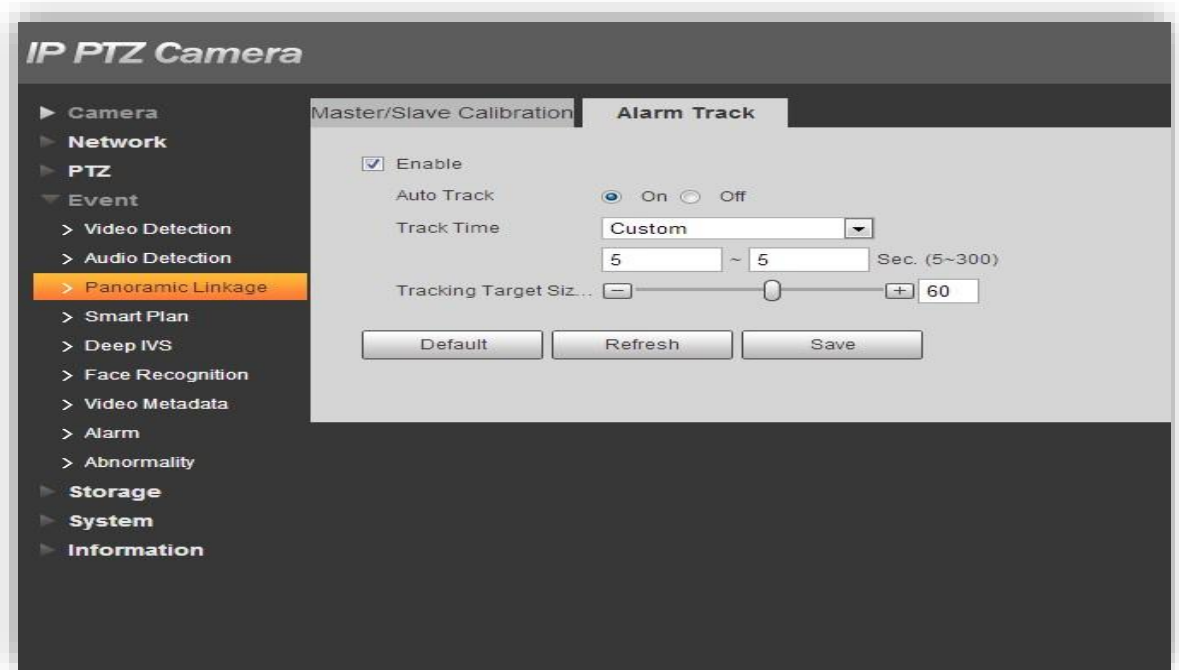 IP PTZ Camera
Camera
Network
PTZ
Event
> Video Detection
> Audio Detection
> Panoramic Linkage
> Smart Plan
> Deep IVS
> Face Recognition
> Video Metadata
> Alarm
> Abnormality
Storage
System
Information
Master/Slave Calibration Alarm Track
Enable
Auto Track On Off
Track Time Custom
5 ~ 5 Sec. (5~300)
Tracking Target Siz... 60
Default Refresh Save